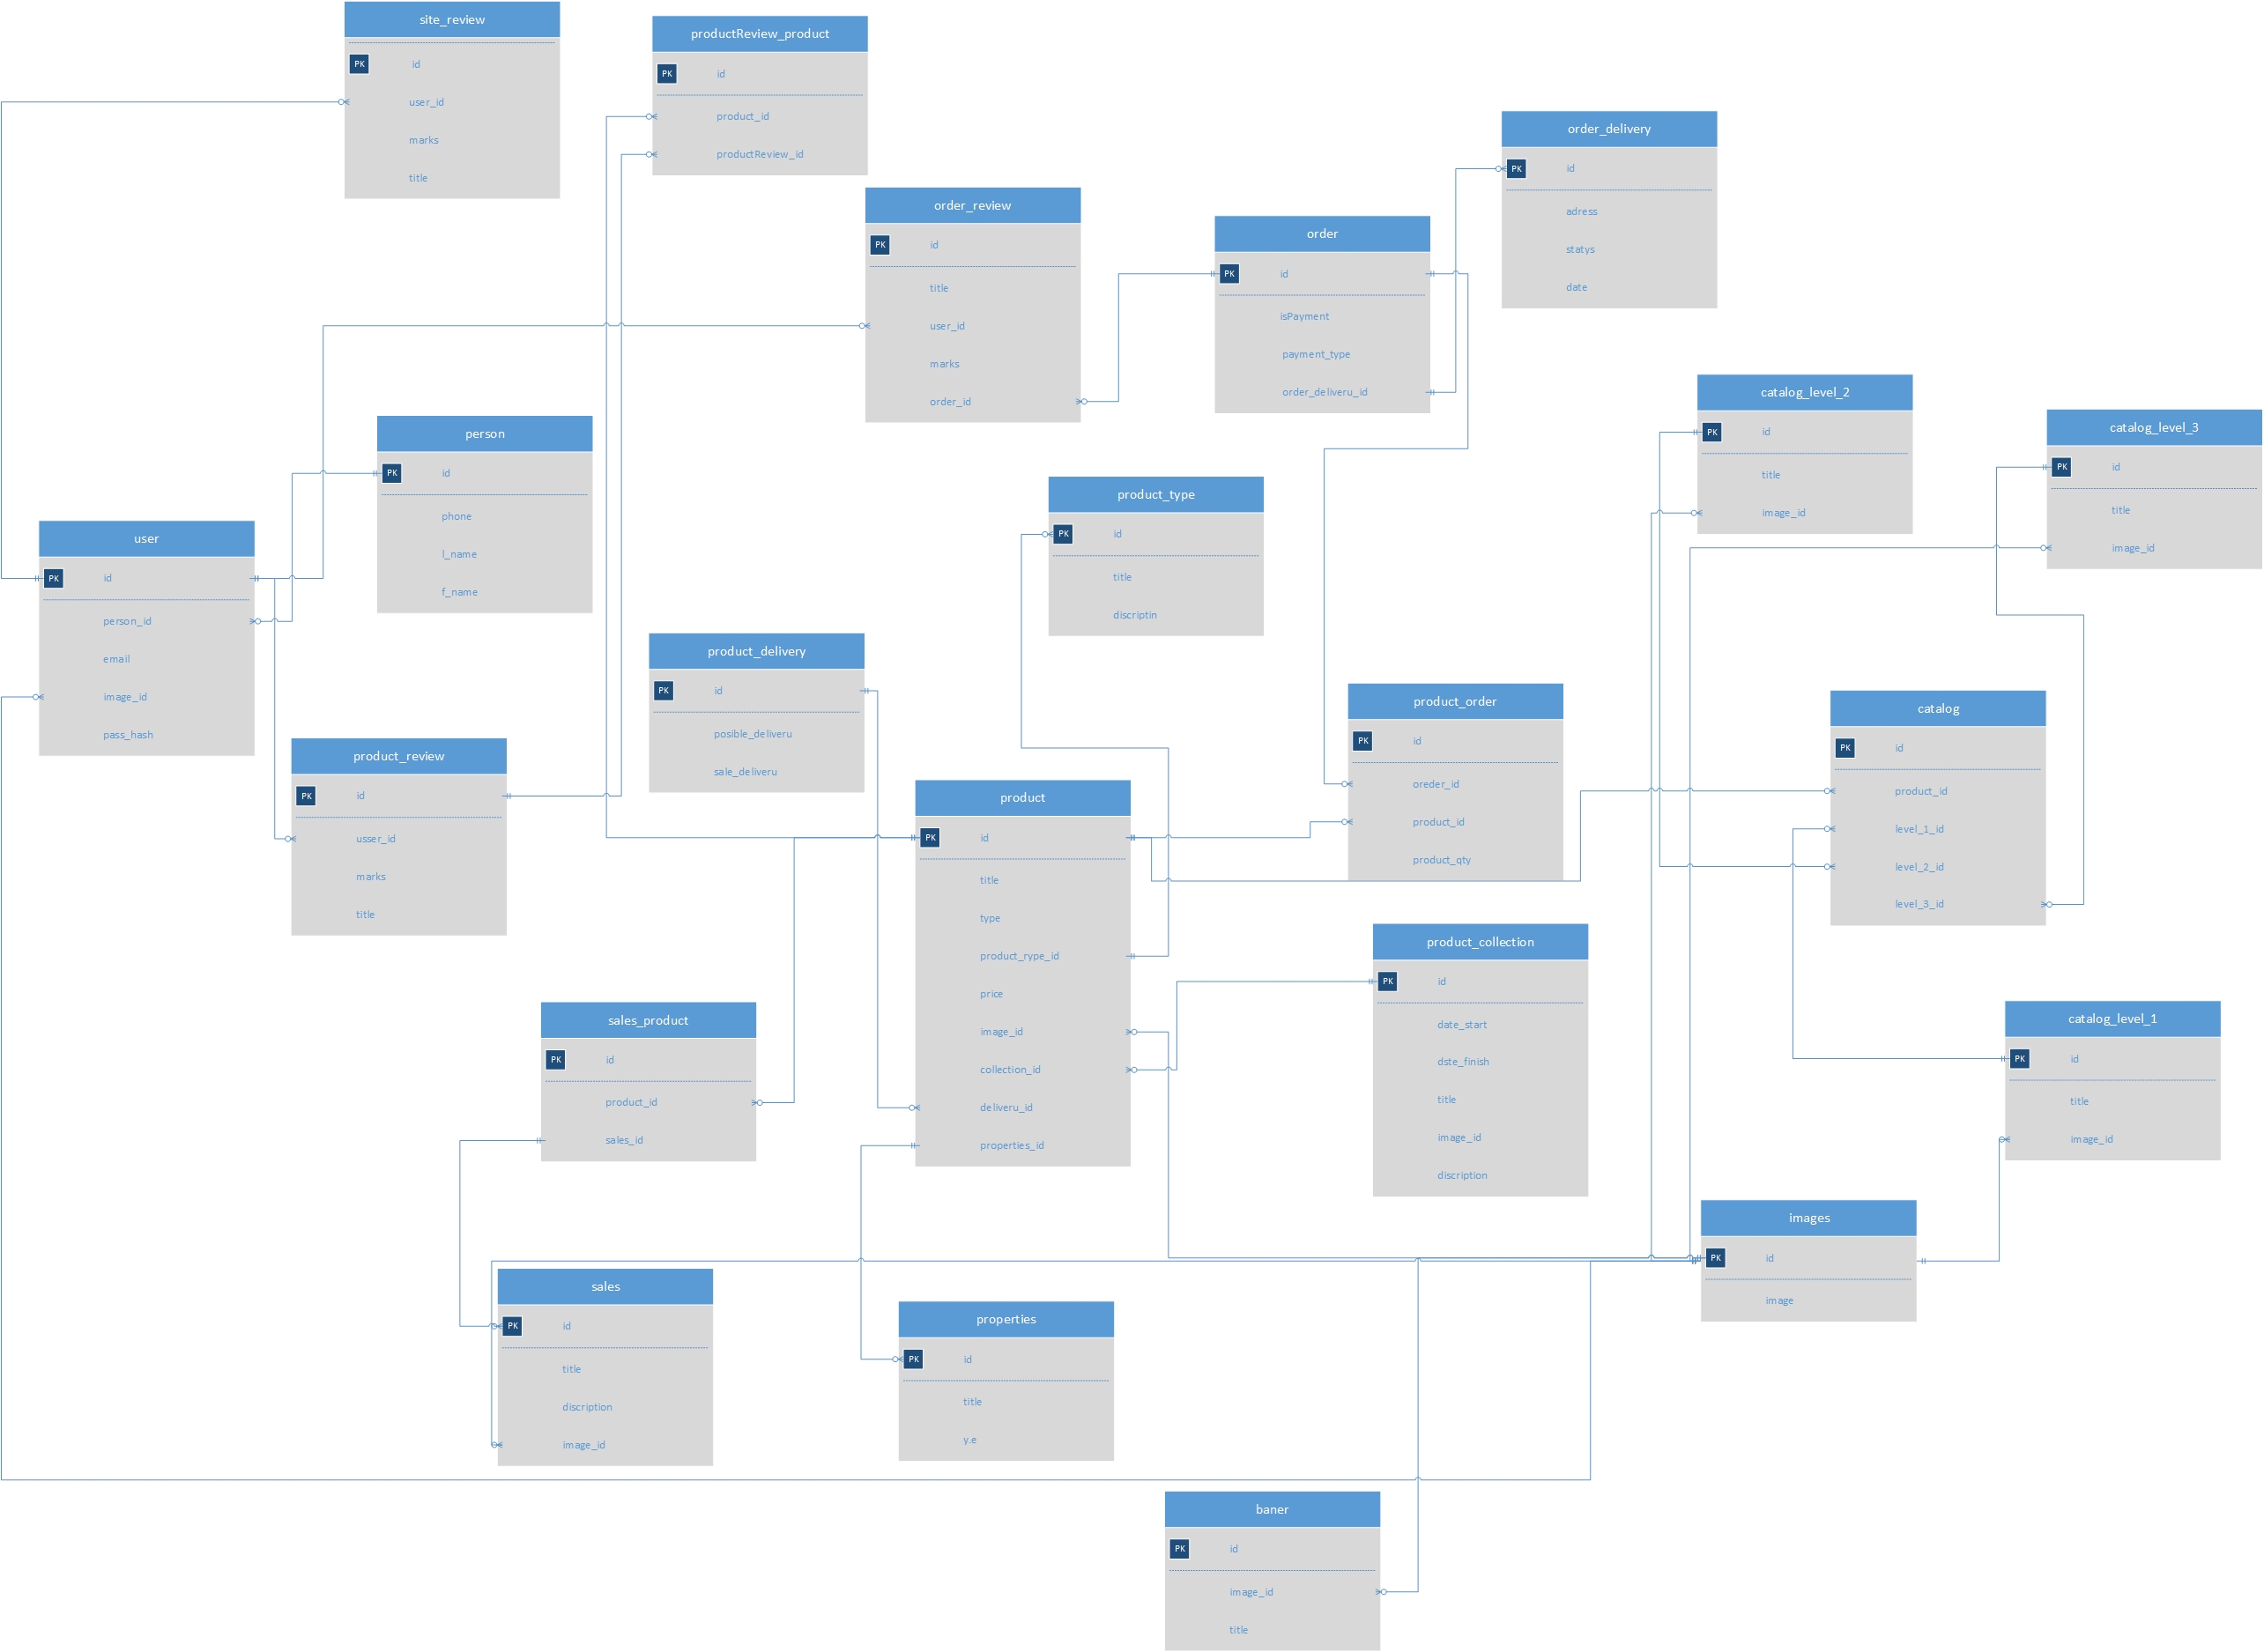 site_review
PK id
user_id
marks
title
productReview_product
PK id
product_id
productReview_id
order_delivery
PK id
adress
statys
date
order_review
PK id
title
user_id
marks
order_id
order
PK id
isPayment
payment_type
order_deliveru_id
catalog_level_2
PK id
title
image_id
catalog_level_3
PK id
title
image_id
person
PK id
phone
l_name
f_name
product_type
PK id
title
discriptin
user
PK id
person_id
email
image_id
pass_hash
product_delivery
PK id
posible_deliveru
sale_deliveru
product_order
PK id
oreder_id
product_id
product_qty
catalog
PK id
product_id
level_1_id
level_2_id
level_3_id
product_review
PK id
usser_id
marks
title
product
PK id
title
type
product_rype_id
price
image_id
collection_id
deliveru_id
properties_id
product_collection
PK id
date_start
dste_finish
title
image_id
discription
sales_product
PK id
product_id
sales_id
catalog_level_1
PK id
title
image_id
images
PK id
image
sales
PK id
title
discription
image_id
properties
PK id
title
y.e
baner
PK id
image_id
title